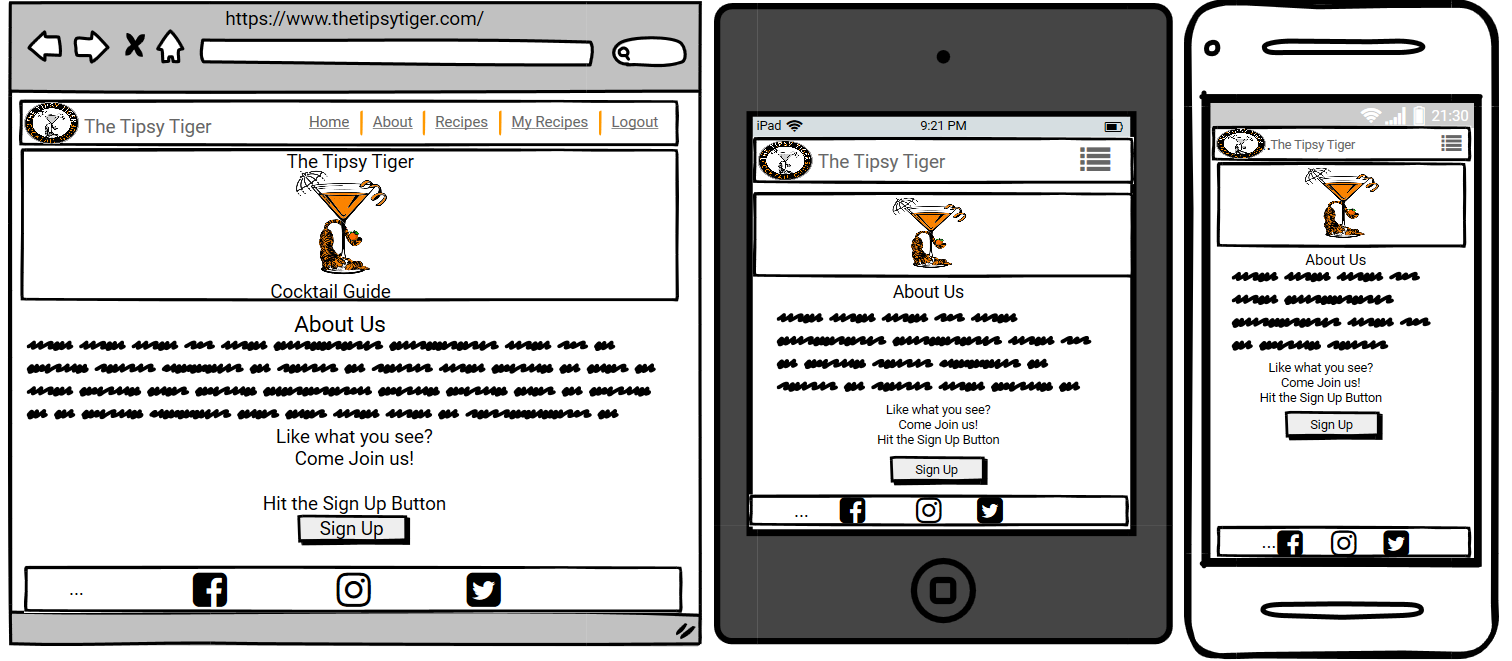 https://www.thetipsytiger.com/
The Tipsy Tiger
Home
About
Recipes
My Recipes
Logout
The Tipsy Tiger
Cocktail Guide
About Us
Like what you see?
Come Join us!
Hit the Sign Up Button
Sign Up
...
iPad
9:21 PM
The Tipsy Tiger
About Us
Like what you see?
Come Join us!
Hit the Sign Up Button
Sign Up
...
21:30
.The Tipsy Tiger
About Us
Like what you see?
Come Join us!
Hit the Sign Up Button
Sign Up
...